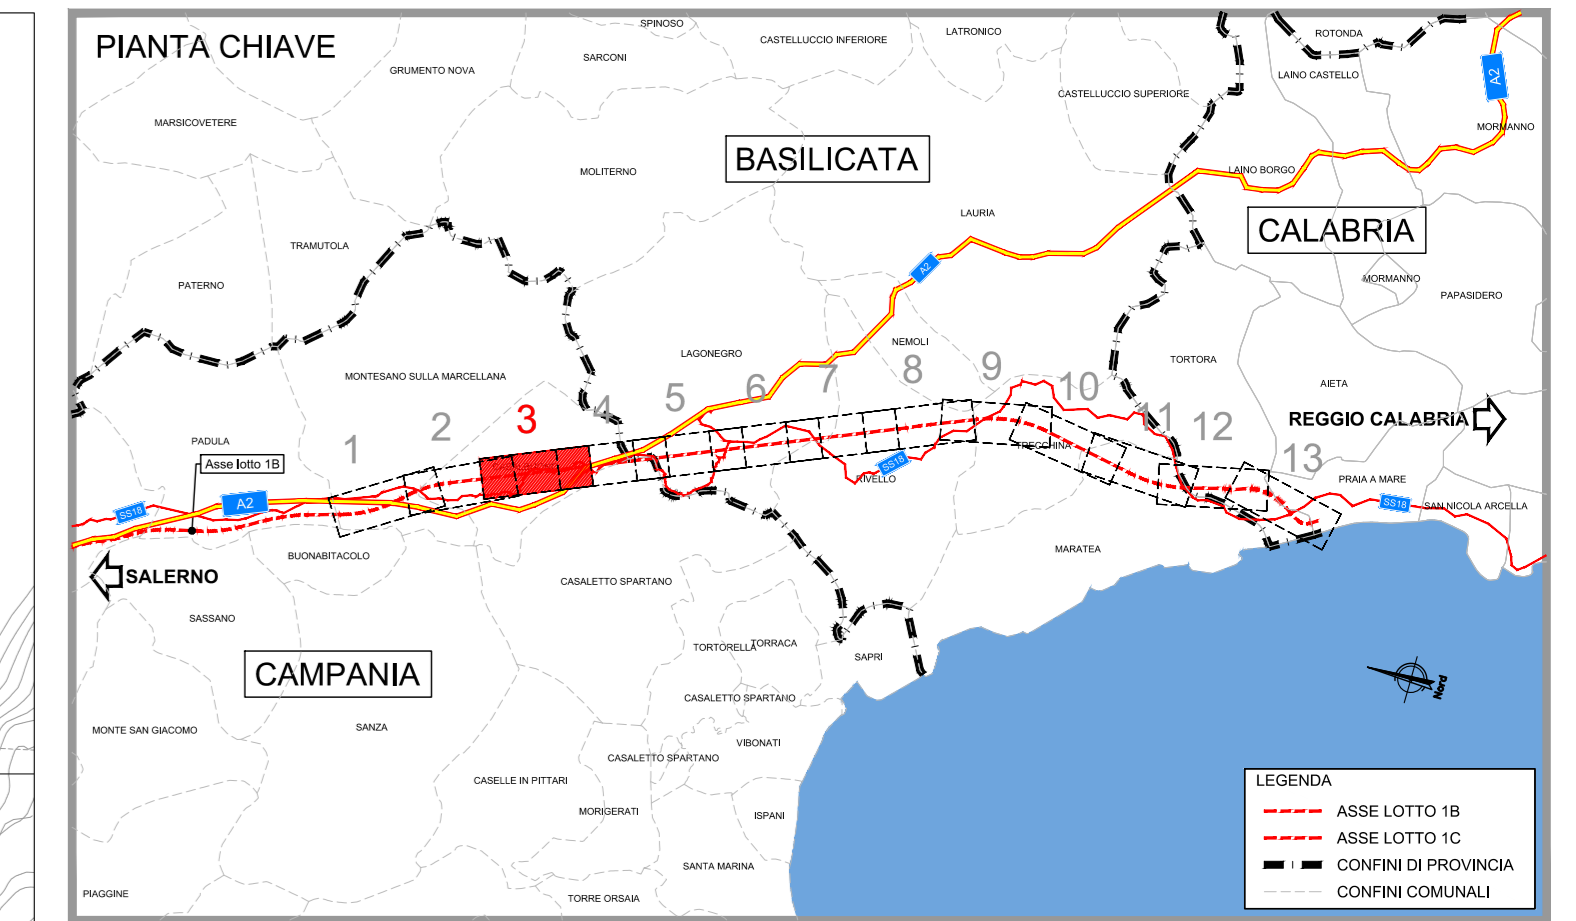 PIANTA CHIAVE
SPINOSO
SARCONI
CASTELLUCCIO INFERIORE
LATRONICO
ROTONDA
GRUMENTO NOVA
LAINO CASTELLO
A2
CASTELLUCCIO SUPERIORE
MARSICOVETERE
MORMANNO
BASILICATA
MOLITERNO
LAINO BORGO
LAURIA
CALABRIA
TRAMUTOLA
A2
MORMANNO
PATERNO
PAPASIDERO
NEMOLI
LAGONEGRO
TORTORA
MONTESANO SULLA MARCELLANA
AIETA
1
2
3
4
5
6
7
8
9
10
11
12
13
REGGIO CALABRIA
PADULA
Asse lotto 1B
TRECCHINA
SS18
RIVELLO
PRAIA A MARE
SS18
A2
SS18
SAN NICOLA ARCELLA
BUONABITACOLO
MARATEA
SALERNO
CASALETTO SPARTANO
SASSANO
TORTORELLA
TORRACA
SAPRI
CAMPANIA
Nord
CASALETTO SPARTANO
MONTE SAN GIACOMO
SANZA
VIBONATI
CASALETTO SPARTANO
CASELLE IN PITTARI
MORIGERATI
ISPANI
SANTA MARINA
PIAGGINE
TORRE ORSAIA
LEGENDA
ASSE LOTTO 1B
ASSE LOTTO 1C
CONFINI DI PROVINCIA
CONFINI COMUNALI